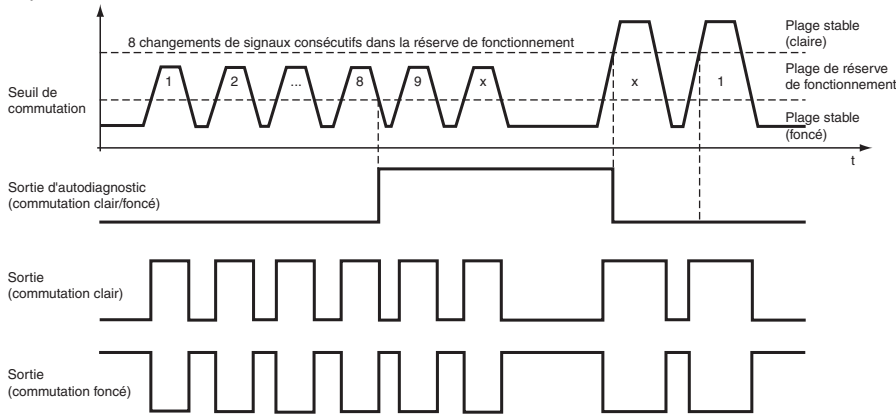 8 changements de signaux consécutifs dans la réserve de fonctionnement
Plage stable
(claire)
Seuil de
commutation
1
2
...
8
9
x
x
1
Plage de réserve
de fonctionnement
Plage stable
(foncé)
t
Sortie d'autodiagnostic
(commutation clair/foncé)
Sortie
(commutation clair)
Sortie
(commutation foncé)